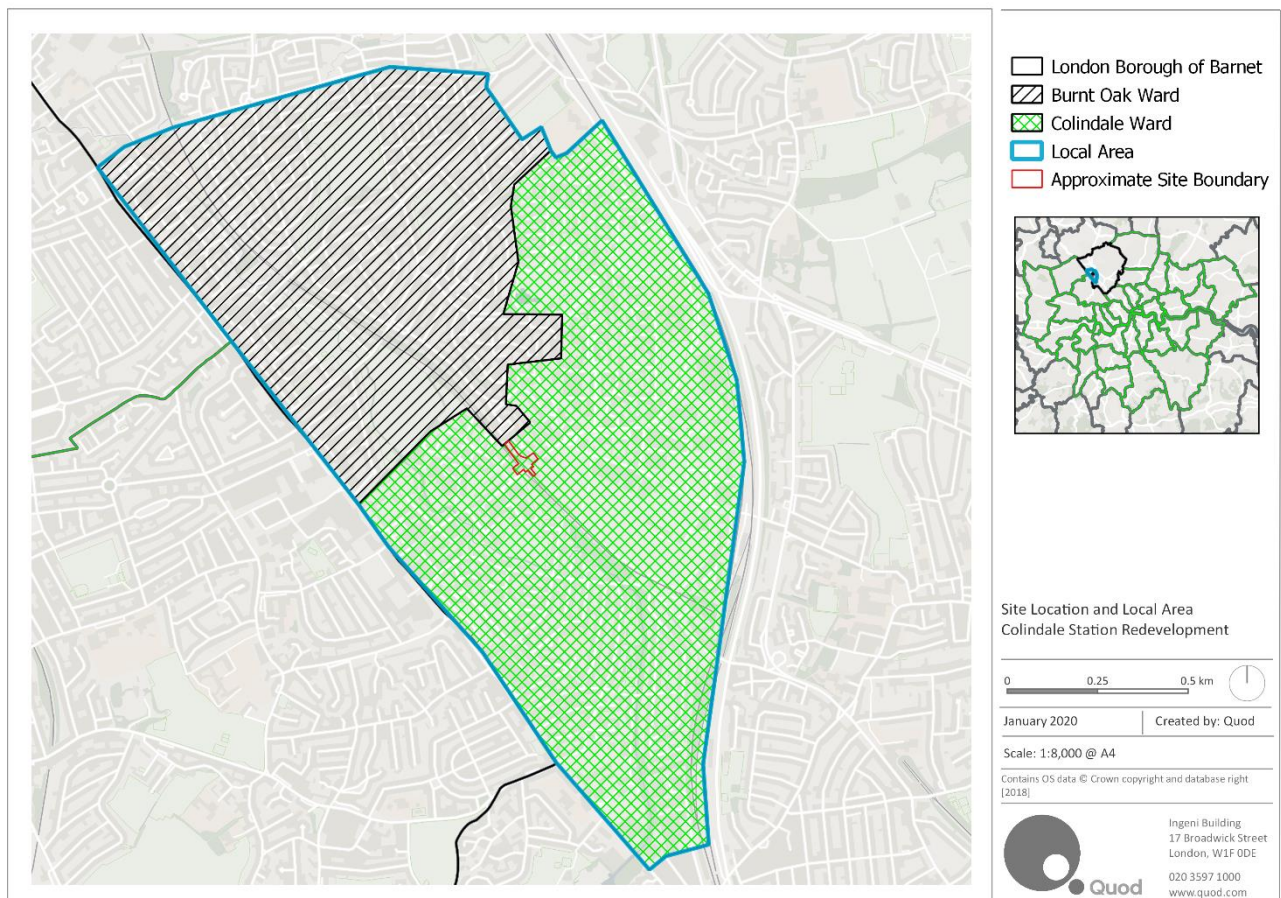 London Borough of Barnet
Burnt Oak Ward
Colindale Ward
Local Area
Approximate Site Boundary
Site Location and Local Area
Colindale Station Redevelopment
0 0.25 0.5 km
January 2020
Created by: Quod
Scale: 1:8,000 @ A4
Contains OS data © Crown copyright and database right
[2018]
Quod
Ingeni Building
17 Broadwick Street
London, W1F 0DE
020 3597 1000
www.quod.com